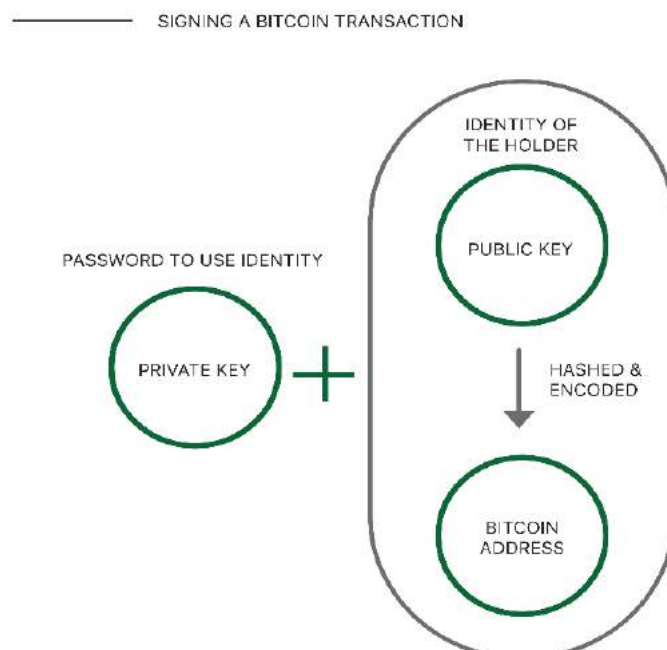 SIGNING A BITCOIN TRANSACTION
IDENTITY OF
THE HOLDER
PUBLIC KEY
PASSWORD TO USE IDENTITY
PRIVATE KEY
HASHED &
ENCODED
BITCOIN
ADDRESS